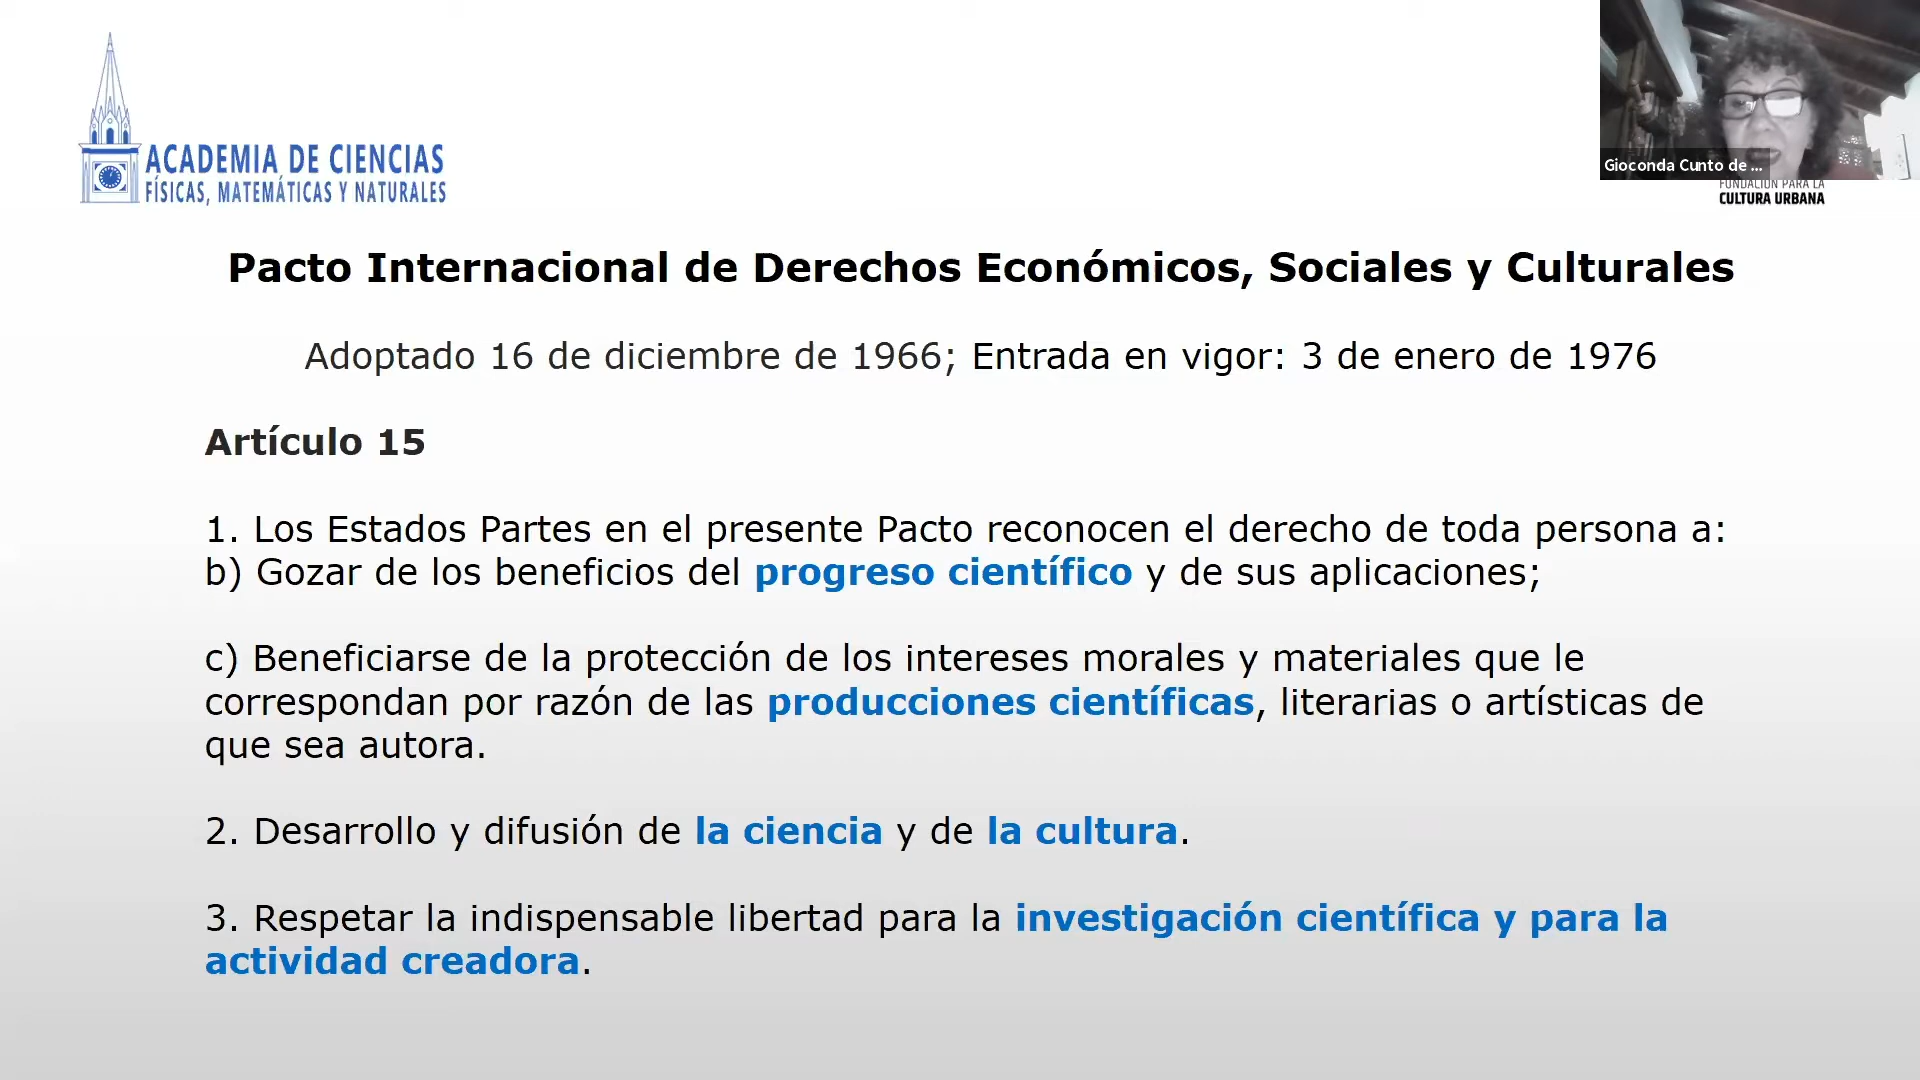 ACADEMIA DE CIENCIAS
FÍSICAS, MATEMÁTICAS Y NATURALES
Gioconda Cunto de ...
FUNDACIÓN PARA LA
CULTURA URBANA
Pacto Internacional de Derechos Económicos, Sociales y Culturales
Adoptado 16 de diciembre de 1966; Entrada en vigor: 3 de enero de 1976
Artículo 15
1. Los Estados Partes en el presente Pacto reconocen el derecho de toda persona a:
b) Gozar de los beneficios del progreso científico y de sus aplicaciones;
c) Beneficiarse de la protección de los intereses morales y materiales que le
correspondan por razón de las producciones científicas, literarias o artísticas de
que sea autora.
2. Desarrollo y difusión de la ciencia y de la cultura.
3. Respetar la indispensable libertad para la investigación científica y para la
actividad creadora.